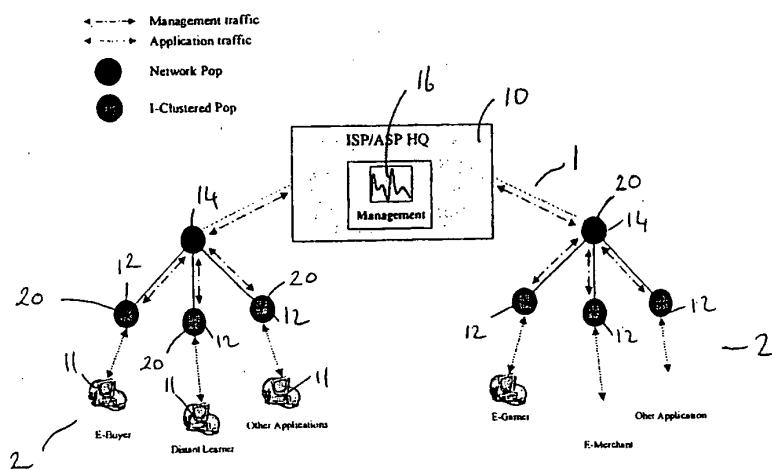 Management traffic
Application traffic
Network Pop
I-Clustered Pop
16
10
ISP/ASP HQ
Management
1
14
20
14
12
20
20
12
20
12
12
12
12
2
11
11
11
E-Buyer
Distant Learner
Other Applications
E-Gamer
E-Merchant
Ohet Application
2